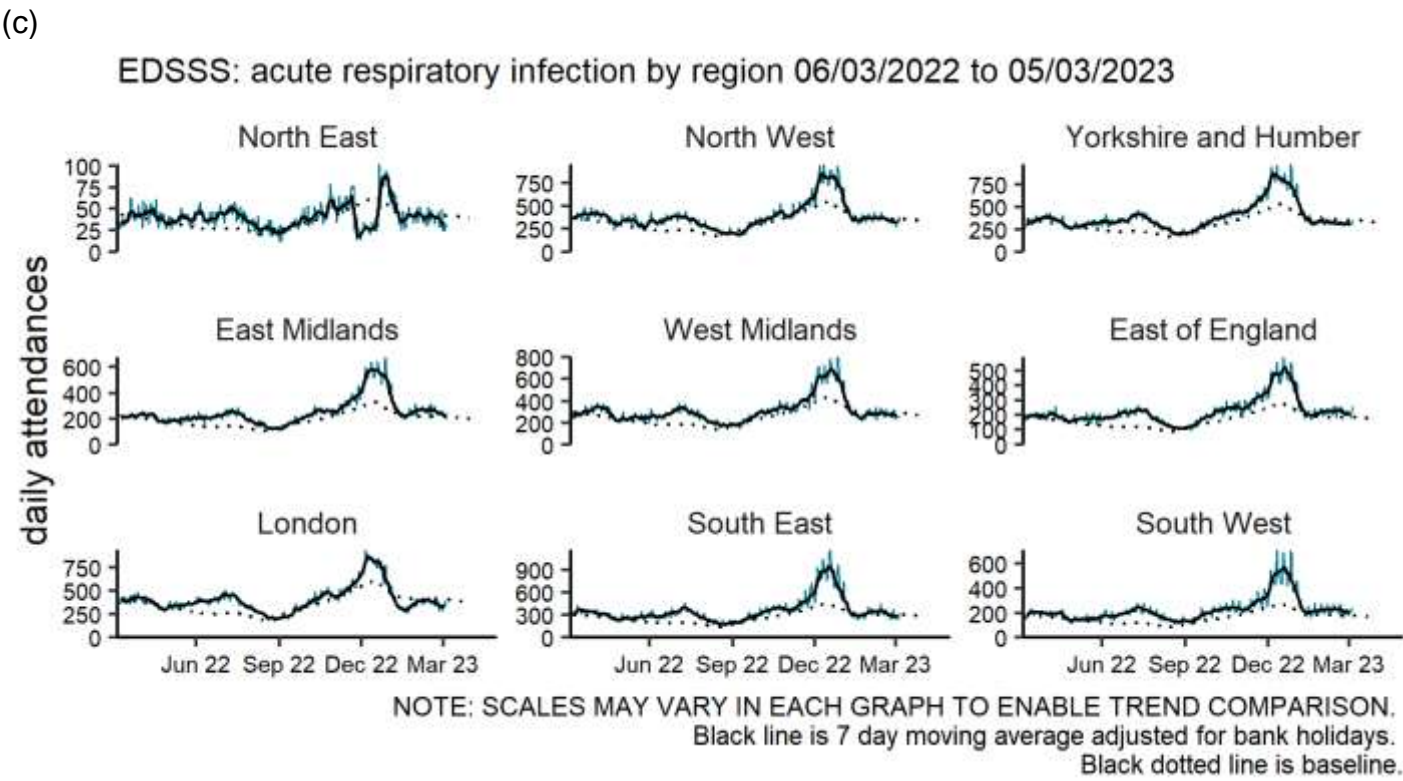 (c)
EDSSS: acute respiratory infection by region 06/03/2022 to 05/03/2023
daily attendances
North East
100
75
50
25
0
North West
750
500
250
0
Yorkshire and Humber
750
500
250
0
East Midlands
600
400
200
0
West Midlands
800
600
400
200
0
East of England
500
400
300
200
100
0
London
750
500
250
0
Jun 22 Sep 22 Dec 22 Mar 23
South East
900
600
300
0
Jun 22 Sep 22 Dec 22 Mar 23
South West
600
400
200
0
Jun 22 Sep 22 Dec 22 Mar 23
NOTE: SCALES MAY VARY IN EACH GRAPH TO ENABLE TREND COMPARISON.
Black line is 7 day moving average adjusted for bank holidays.
Black dotted line is baseline.